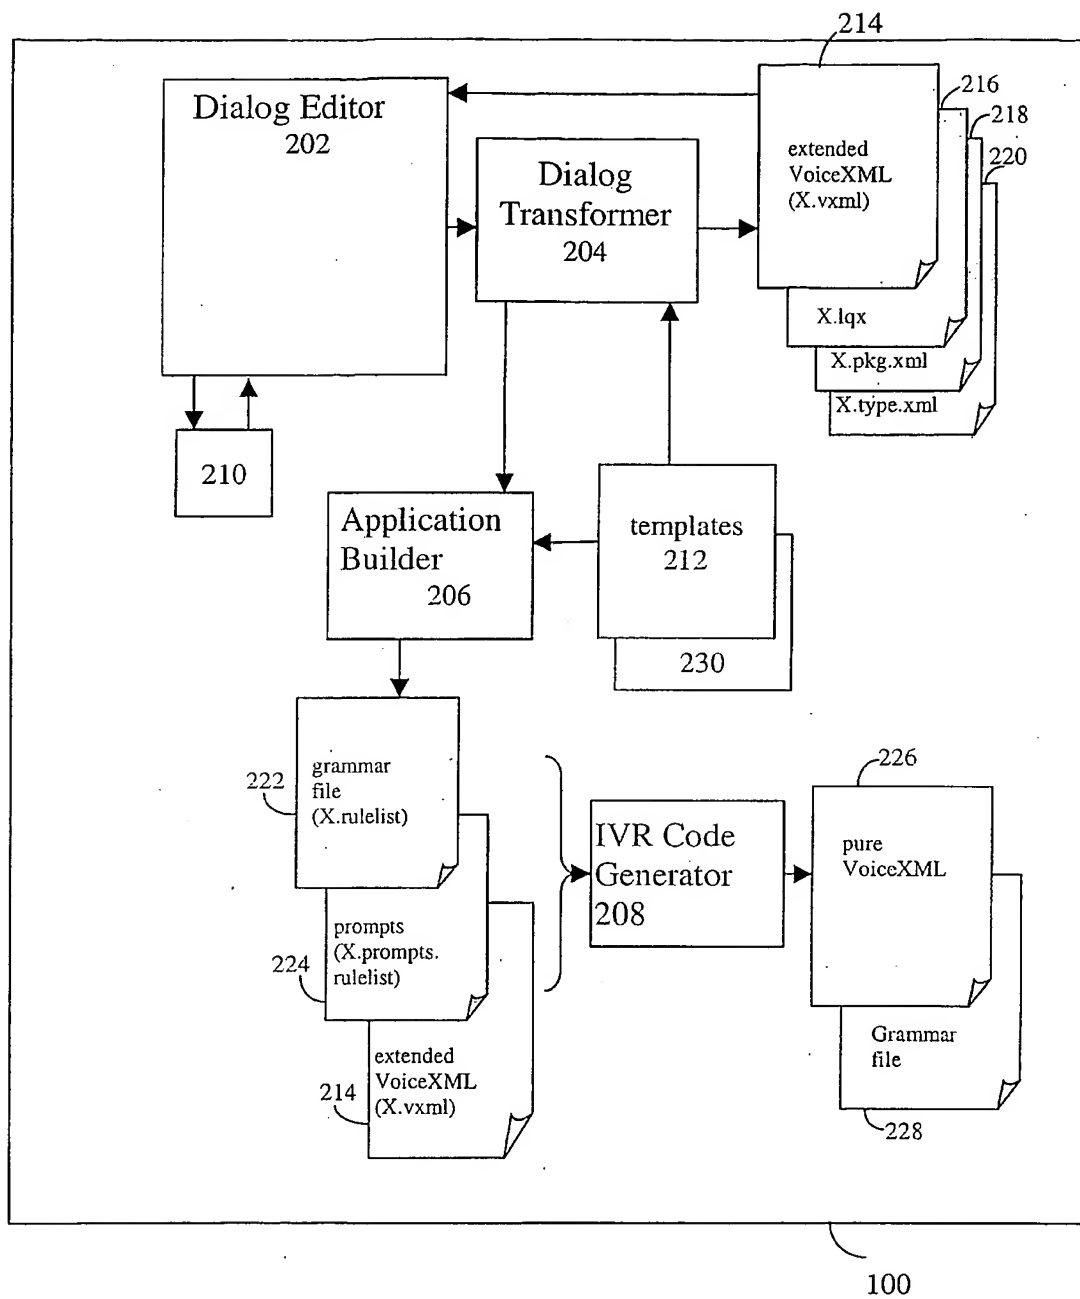 214
Dialog Editor
202
216
218
220
extended
VoiceXML
(X.vxml)
Dialog
Transformer
204
X.lqx
X.pkg.xml
X.type.xml
210
Application
Builder
206
templates
212
230
222
grammar
file
(X.rulelist)
224
prompts
(X.prompts.
rulelist)
214
extended
VoiceXML
(X.vxml)
IVR Code
Generator
208
226
pure
VoiceXML
Grammar
file
228
100